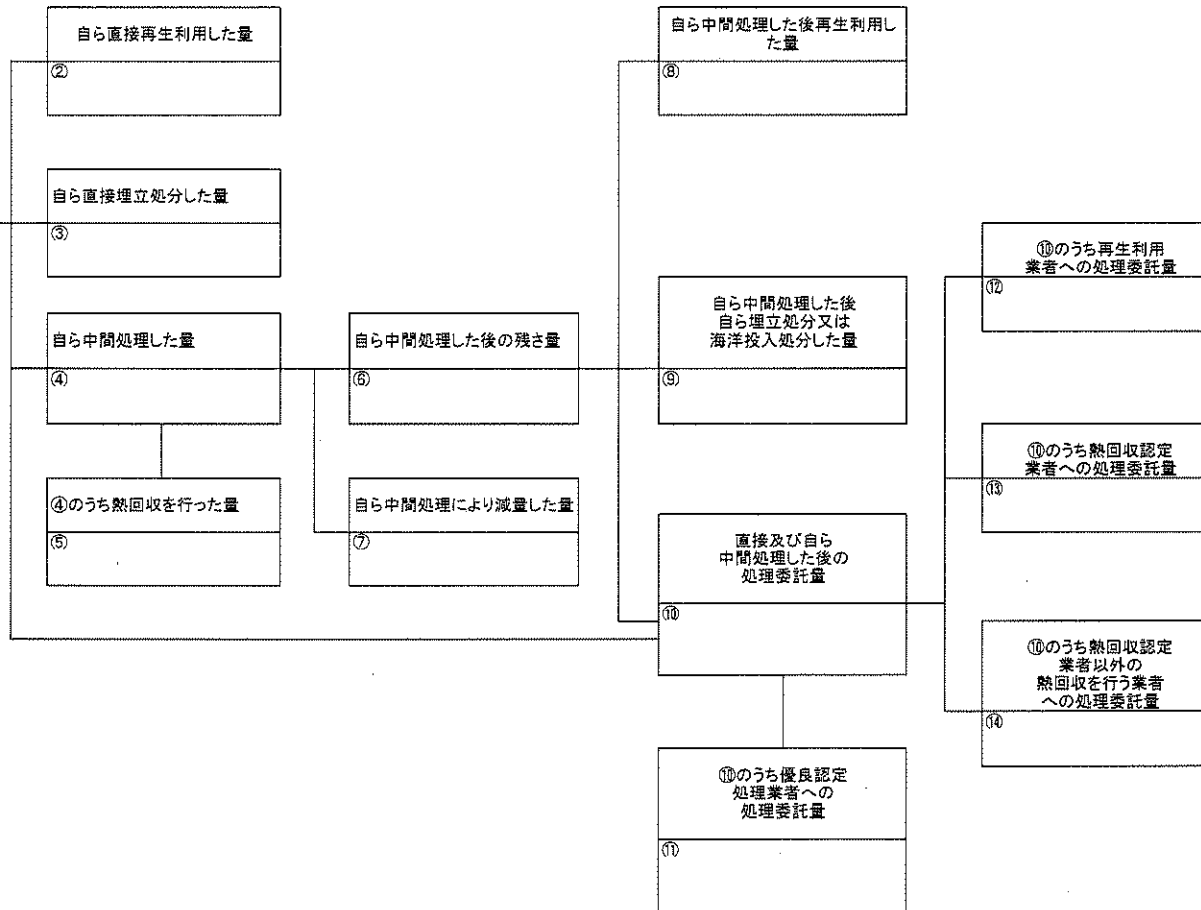 自ら直接再生利用した量
②
自ら直接埋立処分した量
③
自ら中間処理した量
④
④のうち熱回収を行った量
⑤
自ら中間処理した後の残さ量
⑥
自ら中間処理により減量した量
⑦
自ら中間処理した後再生利用し
た量
⑧
自ら中間処理した後
自ら埋立処分又は
海洋投入処分した量
⑨
直接及び自ら
中間処理した後の
処理委託量
⑩
⑩のうち優良認定
処理業者への
処理委託量
⑪
⑩のうち再生利用
業者への処理委託量
⑫
⑩のうち熱回収認定
業者への処理委託量
⑬
⑩のうち熱回収認定
業者以外の
熱回収を行う業者
への処理委託量
⑭